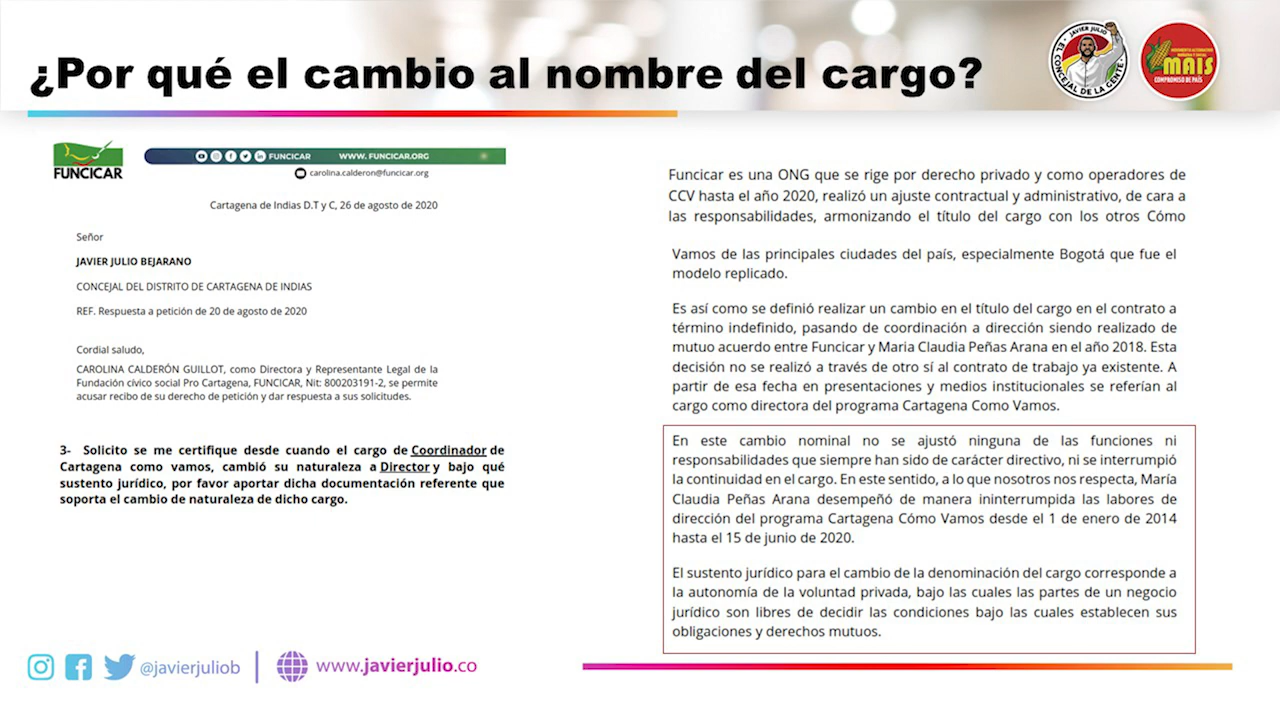 ¿Por qué el cambio al nombre del cargo?
JAVIER JULIO
EL CONCEJAL DE LA GENTE
MOVIMIENTO ALTERNATIVO
INDÍGENA Y SOCIAL
MAIS
COMPROMISO DE PAÍS
FUNCICAR
FUNCICAR
WWW. FUNCICAR.ORG
carolina.calderon@funcicar.org
Cartagena de Indias D.T y C, 26 de agosto de 2020
Señor
JAVIER JULIO BEJARANO
CONCEJAL DEL DISTRITO DE CARTAGENA DE INDIAS
REF. Respuesta a petición de 20 de agosto de 2020
Cordial saludo,
CAROLINA CALDERÓN GUILLOT, como Directora y Representante Legal de la
Fundación cívico social Pro Cartagena, FUNCICAR, Nit: 800203191-2, se permite
acusar recibo de su derecho de petición y dar respuesta a sus solicitudes.
3- Solicito se me certifique desde cuando el cargo de Coordinador de
Cartagena como vamos, cambió su naturaleza a Director y bajo qué
sustento jurídico, por favor aportar dicha documentación referente que
soporta el cambio de naturaleza de dicho cargo.
Funcicar es una ONG que se rige por derecho privado y como operadores de
CCV hasta el año 2020, realizó un ajuste contractual y administrativo, de cara a
las responsabilidades, armonizando el título del cargo con los otros Cómo
Vamos de las principales ciudades del país, especialmente Bogotá que fue el
modelo replicado.
Es así como se definió realizar un cambio en el título del cargo en el contrato a
término indefinido, pasando de coordinación a dirección siendo realizado de
mutuo acuerdo entre Funcicar y Maria Claudia Peñas Arana en el año 2018. Esta
decisión no se realizó a través de otro sí al contrato de trabajo ya existente. A
partir de esa fecha en presentaciones y medios institucionales se referían al
cargo como directora del programa Cartagena Como Vamos.
En este cambio nominal no se ajustó ninguna de las funciones ni
responsabilidades que siempre han sido de carácter directivo, ni se interrumpió
la continuidad en el cargo. En este sentido, a lo que nosotros nos respecta, María
Claudia Peñas Arana desempeñó de manera ininterrumpida las labores de
dirección del programa Cartagena Cómo Vamos desde el 1 de enero de 2014
hasta el 15 de junio de 2020.
El sustento jurídico para el cambio de la denominación del cargo corresponde a
la autonomía de la voluntad privada, bajo las cuales las partes de un negocio
jurídico son libres de decidir las condiciones bajo las cuales establecen sus
obligaciones y derechos mutuos.
@javierjuliob
www.javierjulio.co